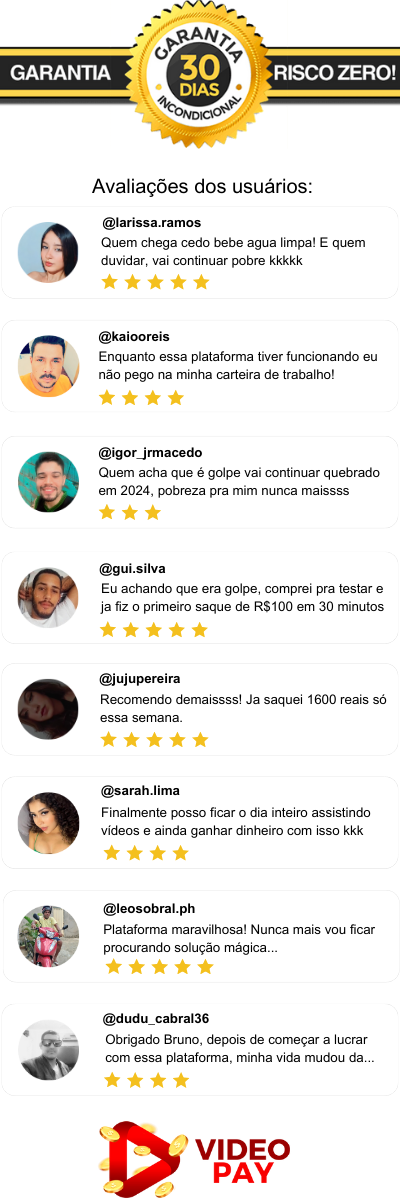 GARANTIA
GARANTIA
30
DIAS
INCONDICIONAL
RISCO ZERO!
Avaliações dos usuários:
@larissa.ramos
Quem chega cedo bebe agua limpa! E quem
duvidar, vai continuar pobre kkkkk
@kaiooreis
Enquanto essa plataforma tiver funcionando eu
não pego na minha carteira de trabalho!
@igor_jrmacedo
Quem acha que é golpe vai continuar quebrado
em 2024, pobreza pra mim nunca maissss
@gui.silva
Eu achando que era golpe, comprei pra testar e
ja fiz o primeiro saque de R$100 em 30 minutos
@jujupereira
Recomendo demaissss! Ja saquei 1600 reais só
essa semana.
@sarah.lima
Finalmente posso ficar o dia inteiro assistindo
vídeos e ainda ganhar dinheiro com isso kkk
@leosobral.ph
Plataforma maravilhosa! Nunca mais vou ficar
procurando solução mágica...
@dudu_cabral36
Obrigado Bruno, depois de começar a lucrar
com essa plataforma, minha vida mudou da...
VIDEO
PAY